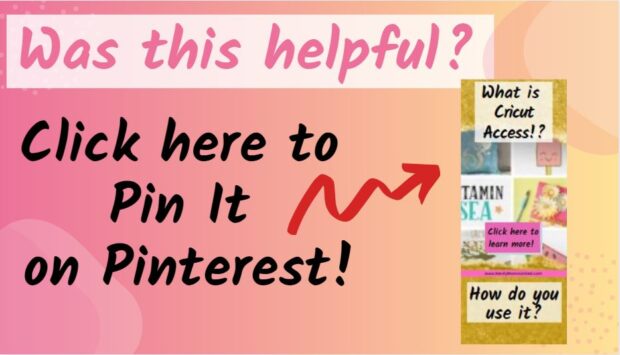 Was this helpful?
Click here to
Pin It
on Pinterest!
What is
Cricut
Access!?
TAMIN
SEA
Click here to
learn more!
How do you
use it?